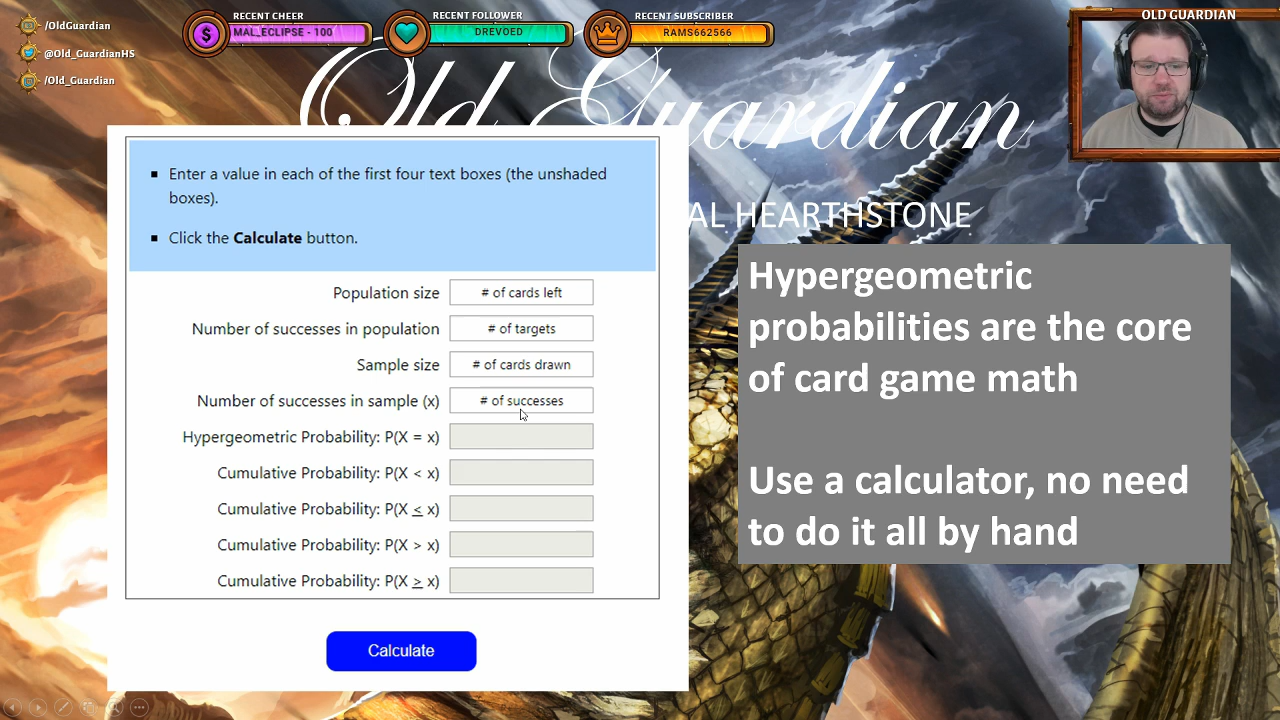 /OldGuardian
@Old_GuardianHS
/Old_Guardian
RECENT CHEER
MAL_ECLIPSE - 100
RECENT FOLLOWER
DREVOED
RECENT SUBSCRIBER
RAMS662566
OLD GUARDIAN
Old Guardian
AL HEARTHSTONE
Enter a value in each of the first four text boxes (the unshaded
boxes).
Click the Calculate button.
Population size # of cards left
Number of successes in population # of targets
Sample size # of cards drawn
Number of successes in sample (x) # of successes
Hypergeometric Probability: P(X = x)
Cumulative Probability: P(X < x)
Cumulative Probability: P(X ≤ x)
Cumulative Probability: P(X > x)
Cumulative Probability: P(X ≥ x)
Calculate
Hypergeometric
probabilities are the core
of card game math
Use a calculator, no need
to do it all by hand